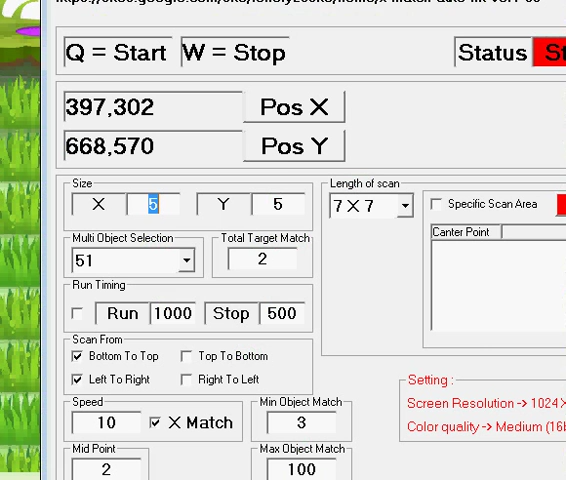 Q = Start W = Stop Status
397,302 Pos X
668,570 Pos Y
Size
X 5 Y 5
Length of scan
7 X 7
Specific Scan Area
Canter Point
Multi Object Selection
51
Total Target Match
2
Run Timing
Run 1000 Stop 500
Scan From
Bottom To Top Top To Bottom
Left To Right Right To Left
Setting :
Screen Resolution -> 1024
Color quality -> Medium (16
Speed
10 X Match
Min Object Match
3
Mid Point
2
Max Object Match
100